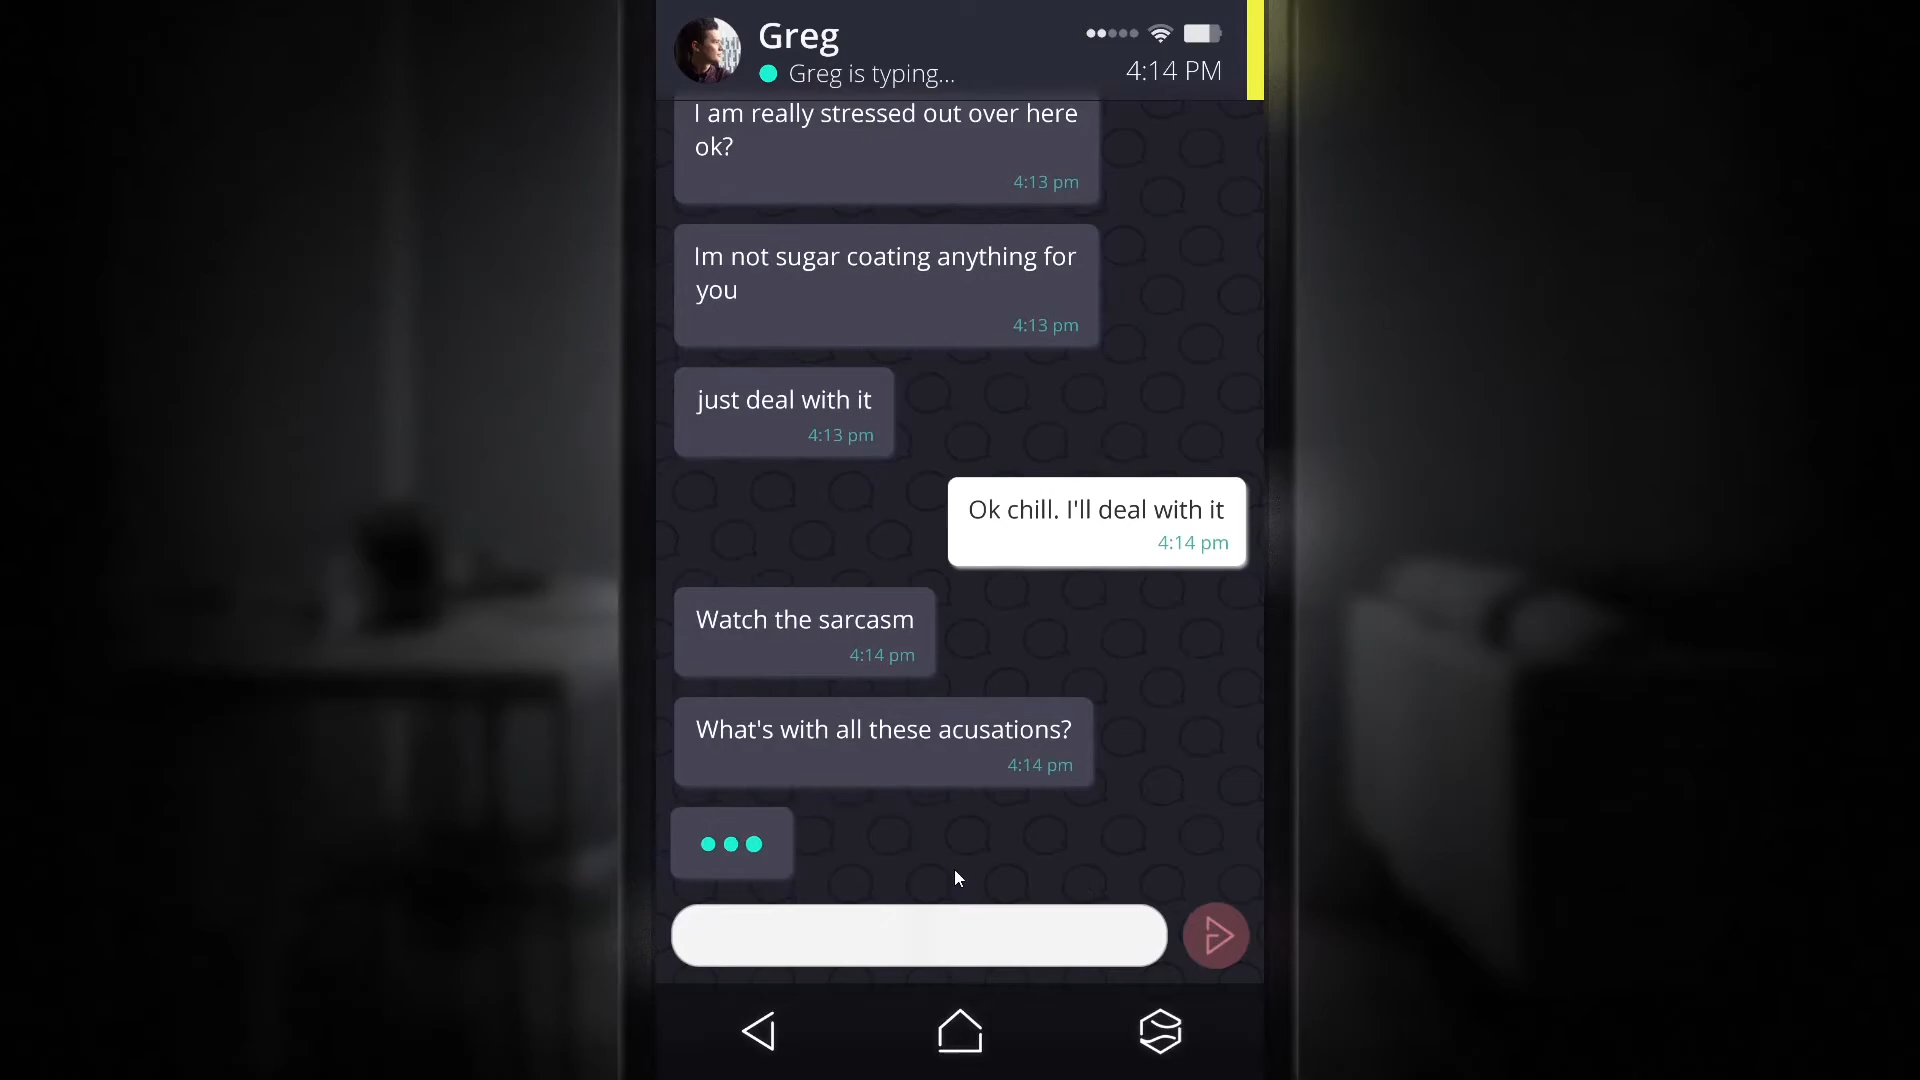 Greg
Greg is typing...
4:14 PM
I am really stressed out over here
ok?
4:13 pm
Im not sugar coating anything for
you
4:13 pm
just deal with it
4:13 pm
Ok chill. I'll deal with it
4:14 pm
Watch the sarcasm
4:14 pm
What's with all these acusations?
4:14 pm